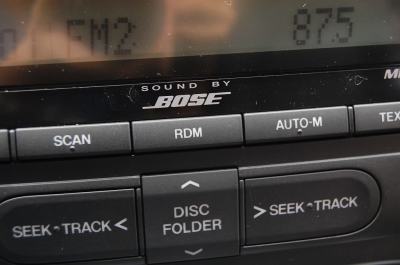 FM2 875
SOUND BY
BOSE
SCAN RDM AUTO-M
SEEK TRACK < DISC FOLDER > SEEK TRACK